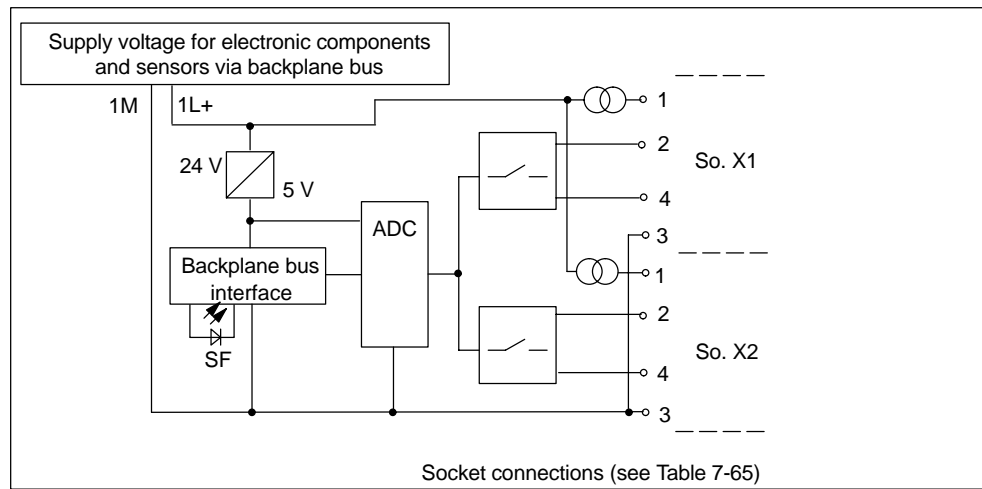 Supply voltage for electronic components
and sensors via backplane bus
1M
1L+
24 V
5 V
ADC
Backplane bus
interface
SF
1
2
So. X1
4
3
1
2
So. X2
4
3
Socket connections (see Table 7-65)